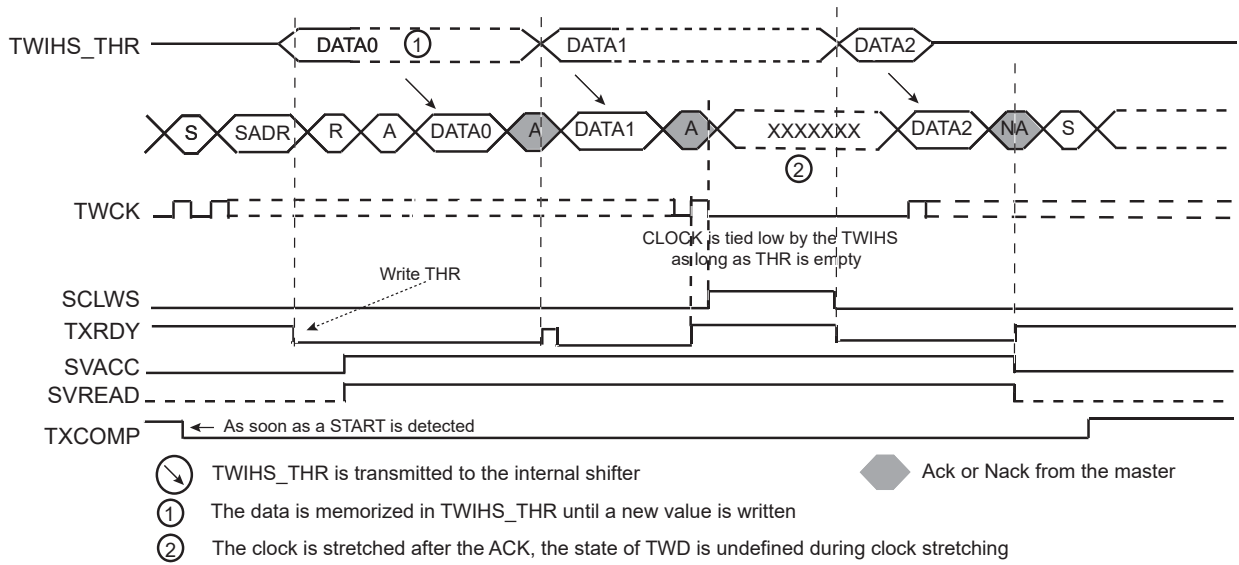 TWIHS_THR DATA0 1 DATA1 DATA2
S SADR R A DATA0 A DATA1 A XXXXXXX DATA2 NA S
2
TWCK
CLOCK is tied low by the TWIHS
as long as THR is empty
Write THR
SCLWS
TXRDY
SVACC
SVREAD
TXCOMP As soon as a START is detected
TWIHS_THR is transmitted to the internal shifter Ack or Nack from the master
1 The data is memorized in TWIHS_THR until a new value is written
2 The clock is stretched after the ACK, the state of TWD is undefined during clock stretching